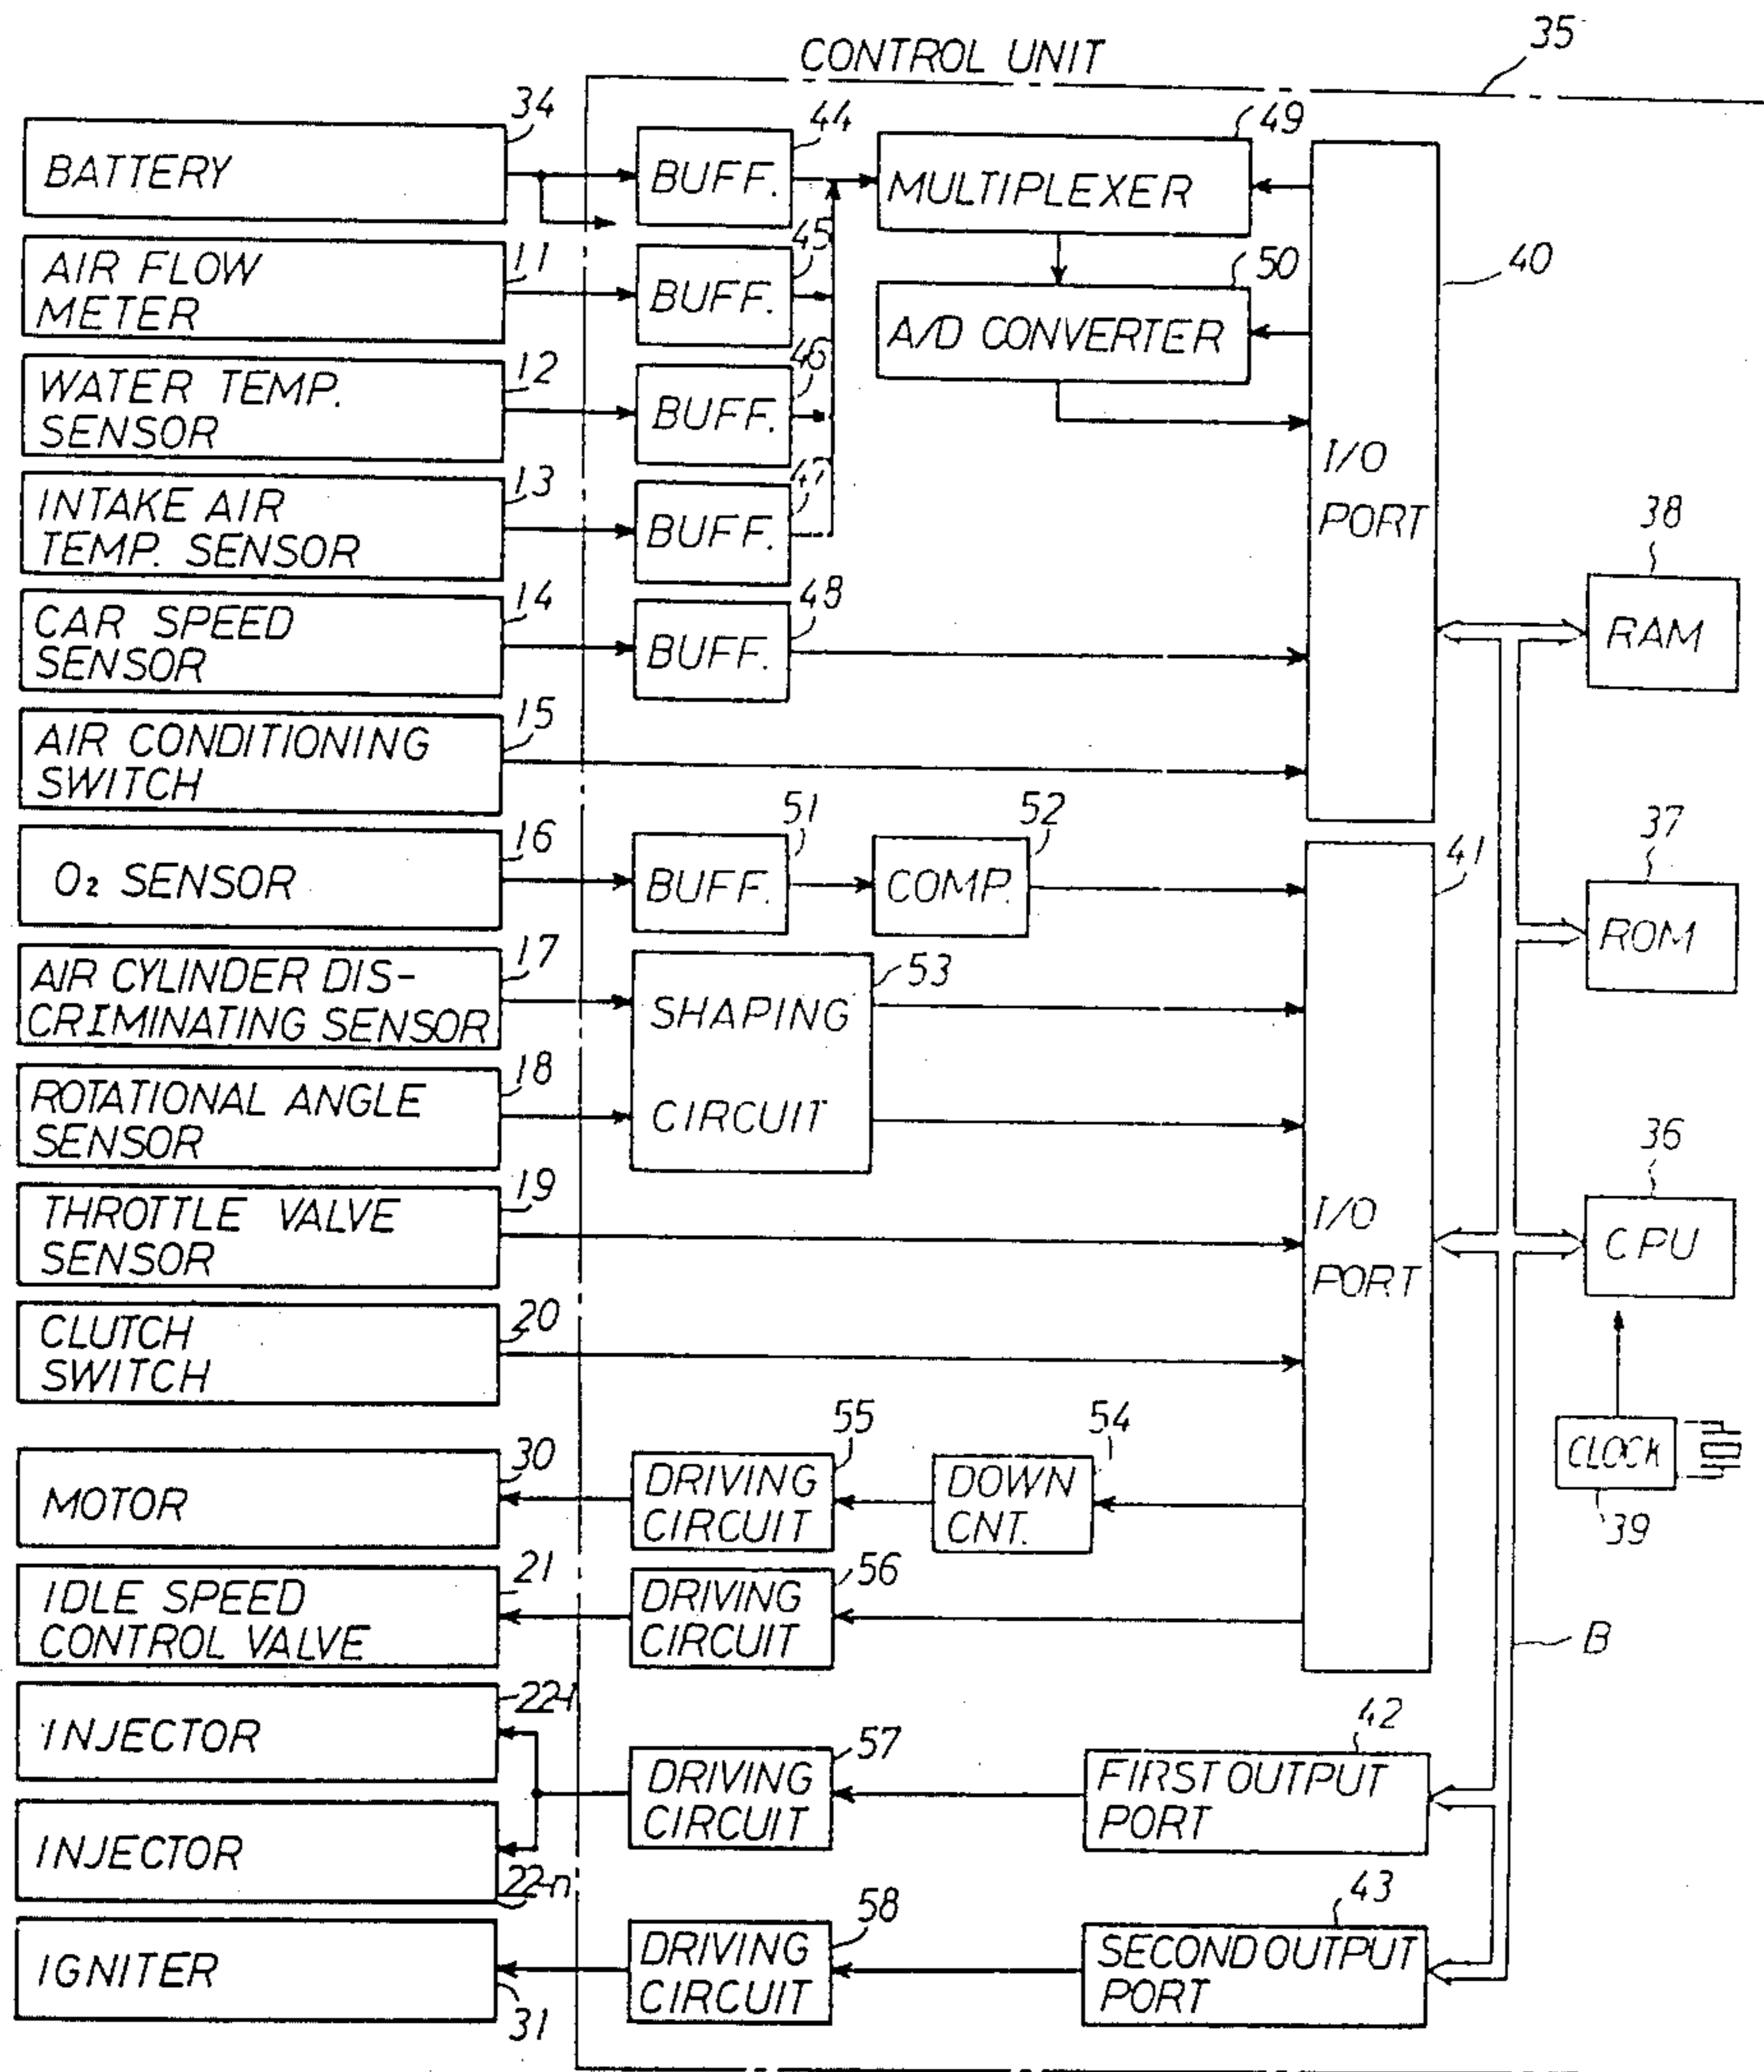 CONTROL UNIT
35
BATTERY
34
BUFF.
44
MULTIPLEXER
49
AIR FLOW
METER
11
BUFF.
45
A/D CONVERTER
50
40
WATER TEMP.
SENSOR
12
BUFF.
46
I/O
PORT
INTAKE AIR
TEMP. SENSOR
13
BUFF.
47
38
RAM
CAR SPEED
SENSOR
14
BUFF.
48
AIR CONDITIONING
SWITCH
15
O2 SENSOR
16
BUFF.
51
COMP.
52
41
37
ROM
AIR CYLINDER DIS-
CRIMINATING SENSOR
17
SHAPING
CIRCUIT
53
ROTATIONAL ANGLE
SENSOR
18
36
CPU
THROTTLE VALVE
SENSOR
19
I/O
PORT
CLUTCH
SWITCH
20
CLOCK
39
MOTOR
30
DRIVING
CIRCUIT
55
DOWN
CNT.
54
IDLE SPEED
CONTROL VALVE
21
DRIVING
CIRCUIT
56
B
INJECTOR
22-1
DRIVING
CIRCUIT
57
FIRST OUTPUT
PORT
42
INJECTOR
22-n
IGNITER
31
DRIVING
CIRCUIT
58
SECOND OUTPUT
PORT
43